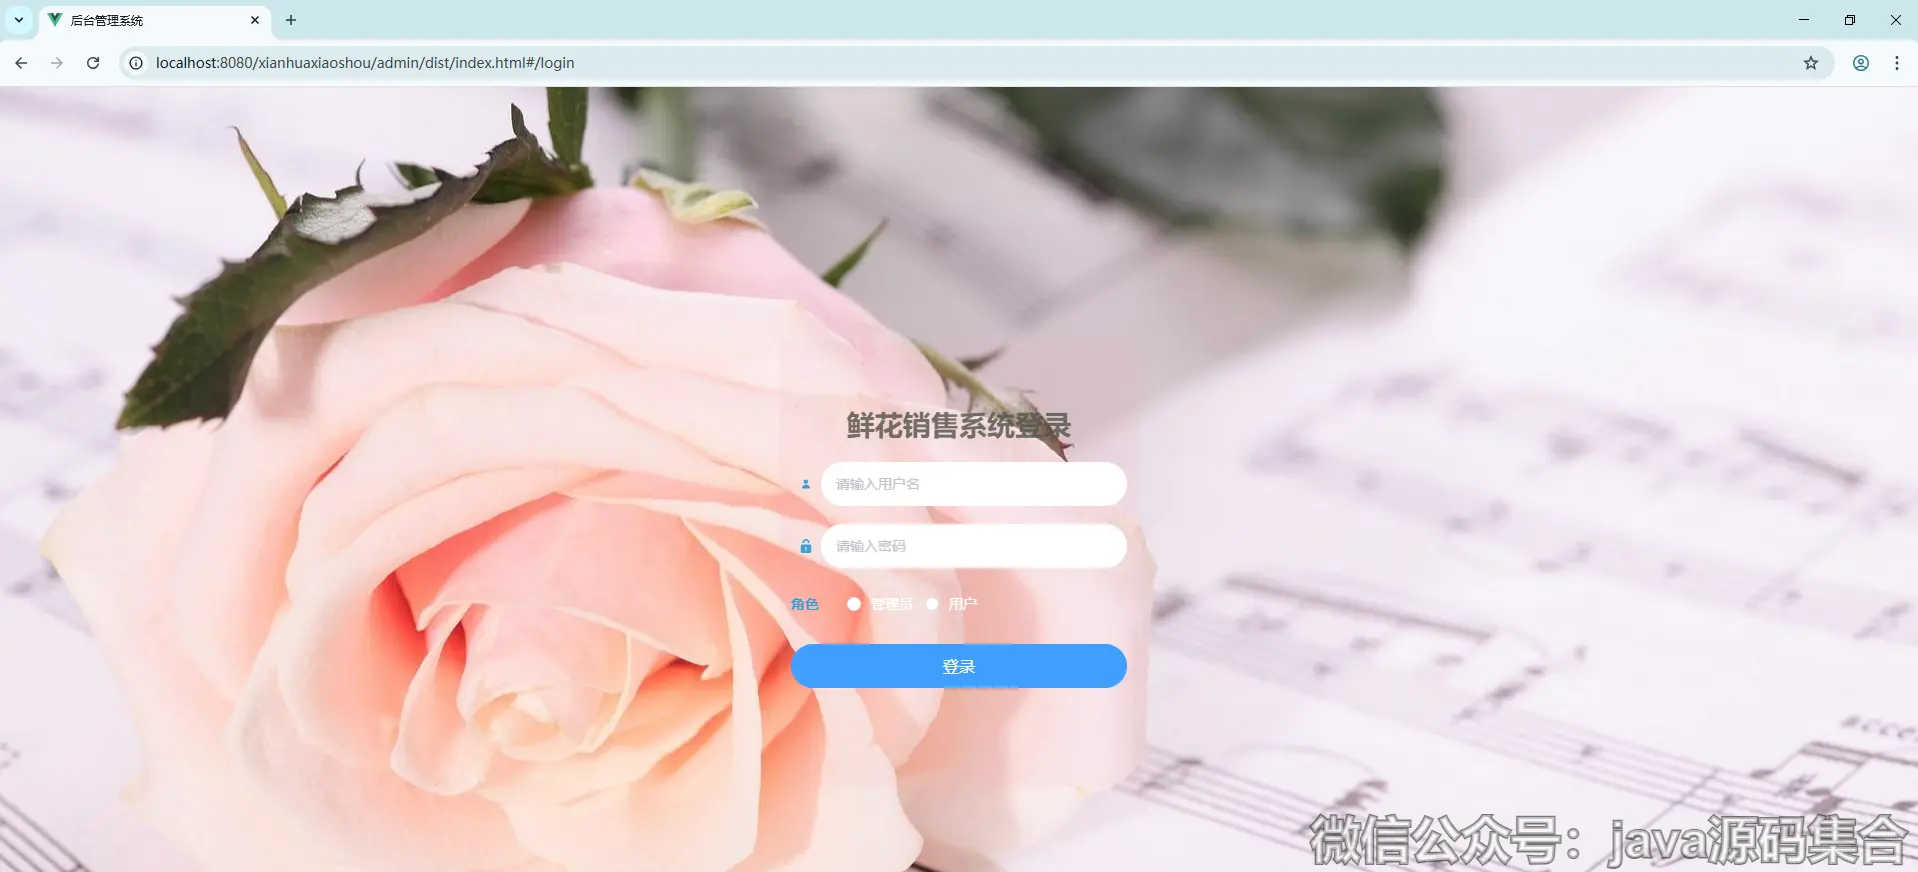 后台管理系统
localhost:8080/xianhuaxiaoshou/admin/dist/index.html#/login
鲜花销售系统登录
请输入用户名
请输入密码
角色 管理员 用户
登录
微信公众号：java源码集合